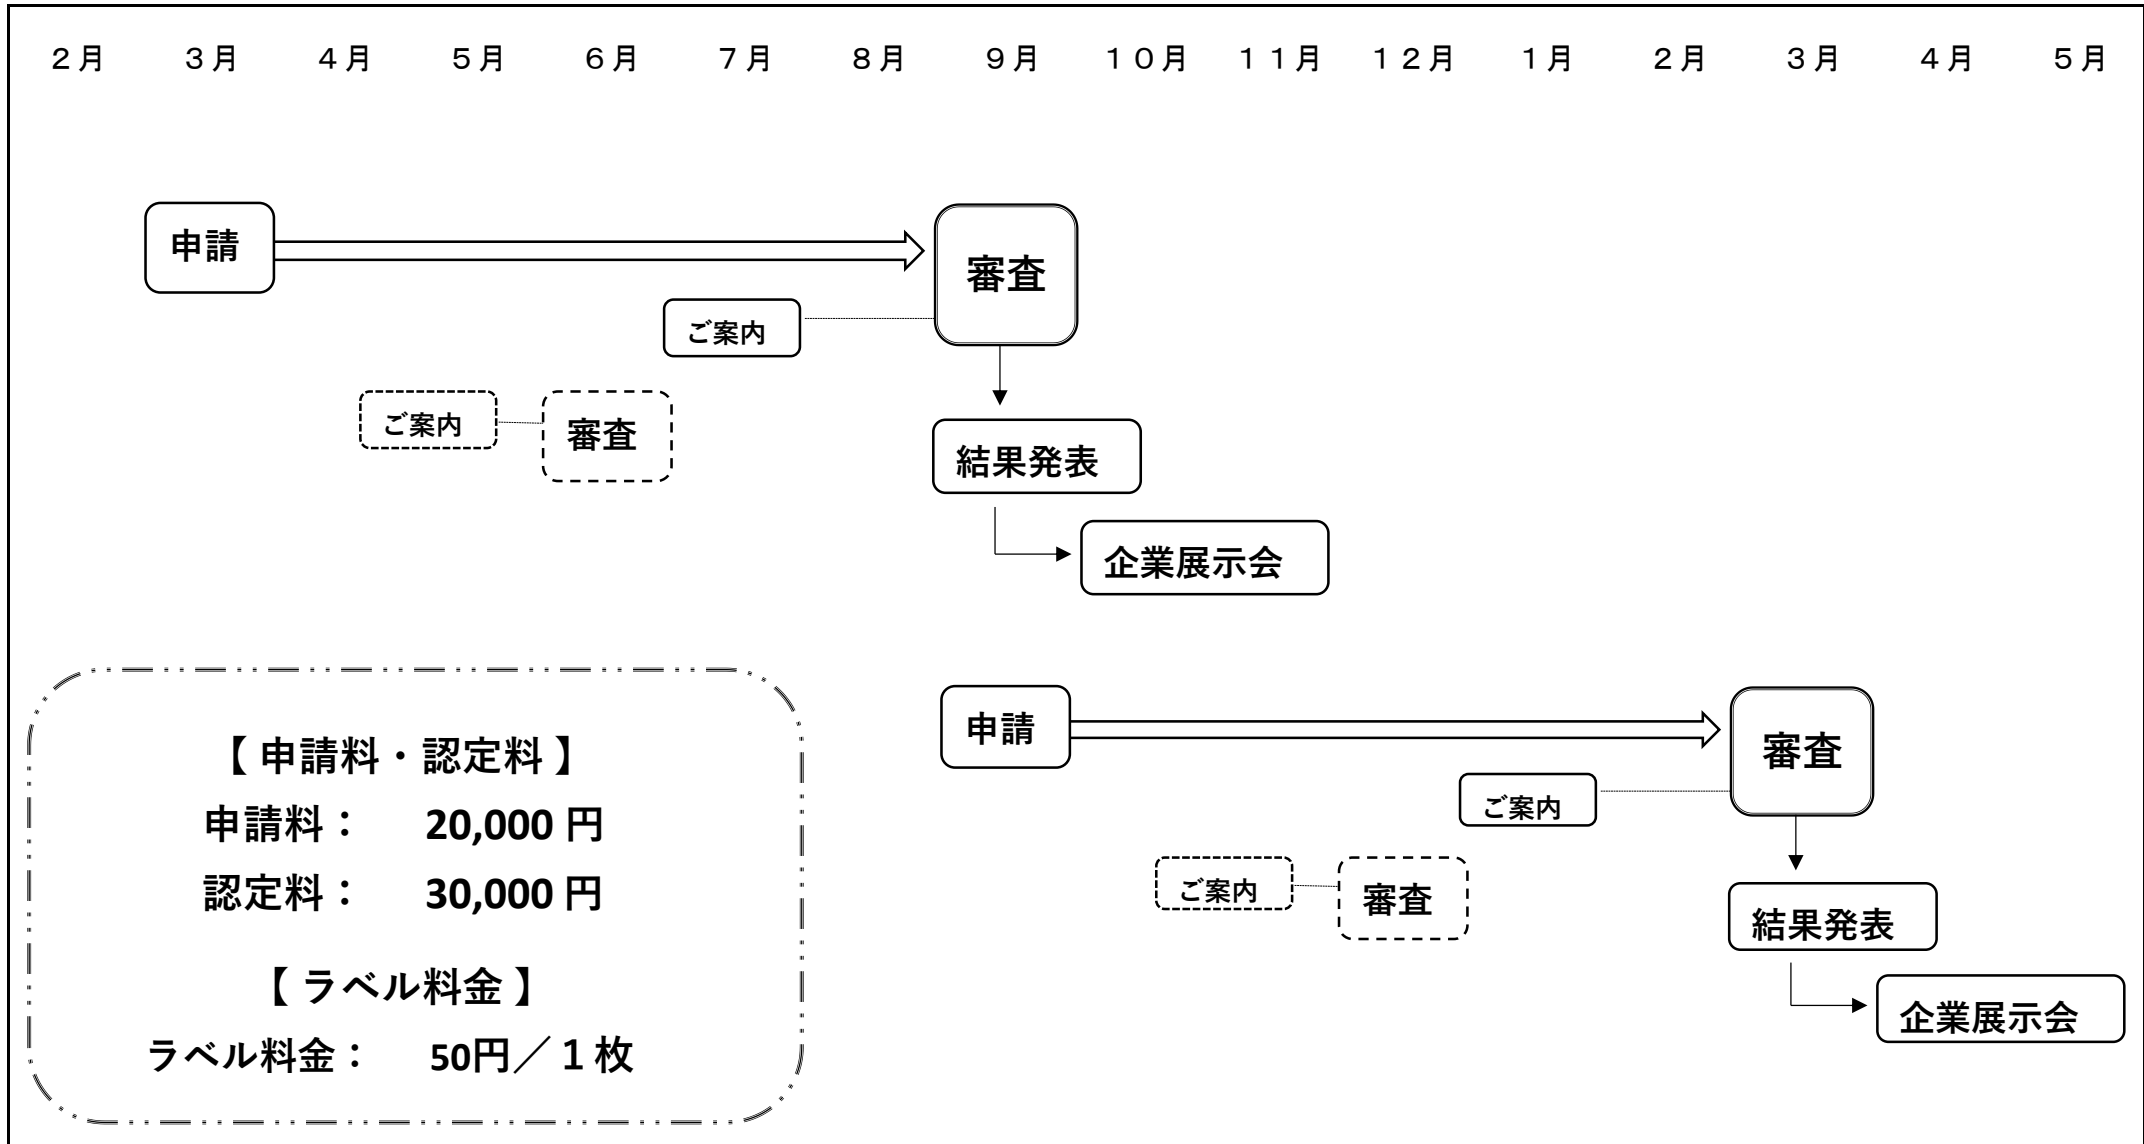 ２月 ３月 ４月 ５月 ６月 ７月 ８月 ９月 １０月 １１月 １２月 １月 ２月 ３月 ４月 ５月
申請
審査
ご案内
ご案内
審査
結果発表
企業展示会
申請
審査
ご案内
ご案内
審査
結果発表
企業展示会
【 申請料・認定料 】
申請料： 20,000 円
認定料： 30,000 円
【 ラベル料金 】
ラベル料金： 50円／１枚